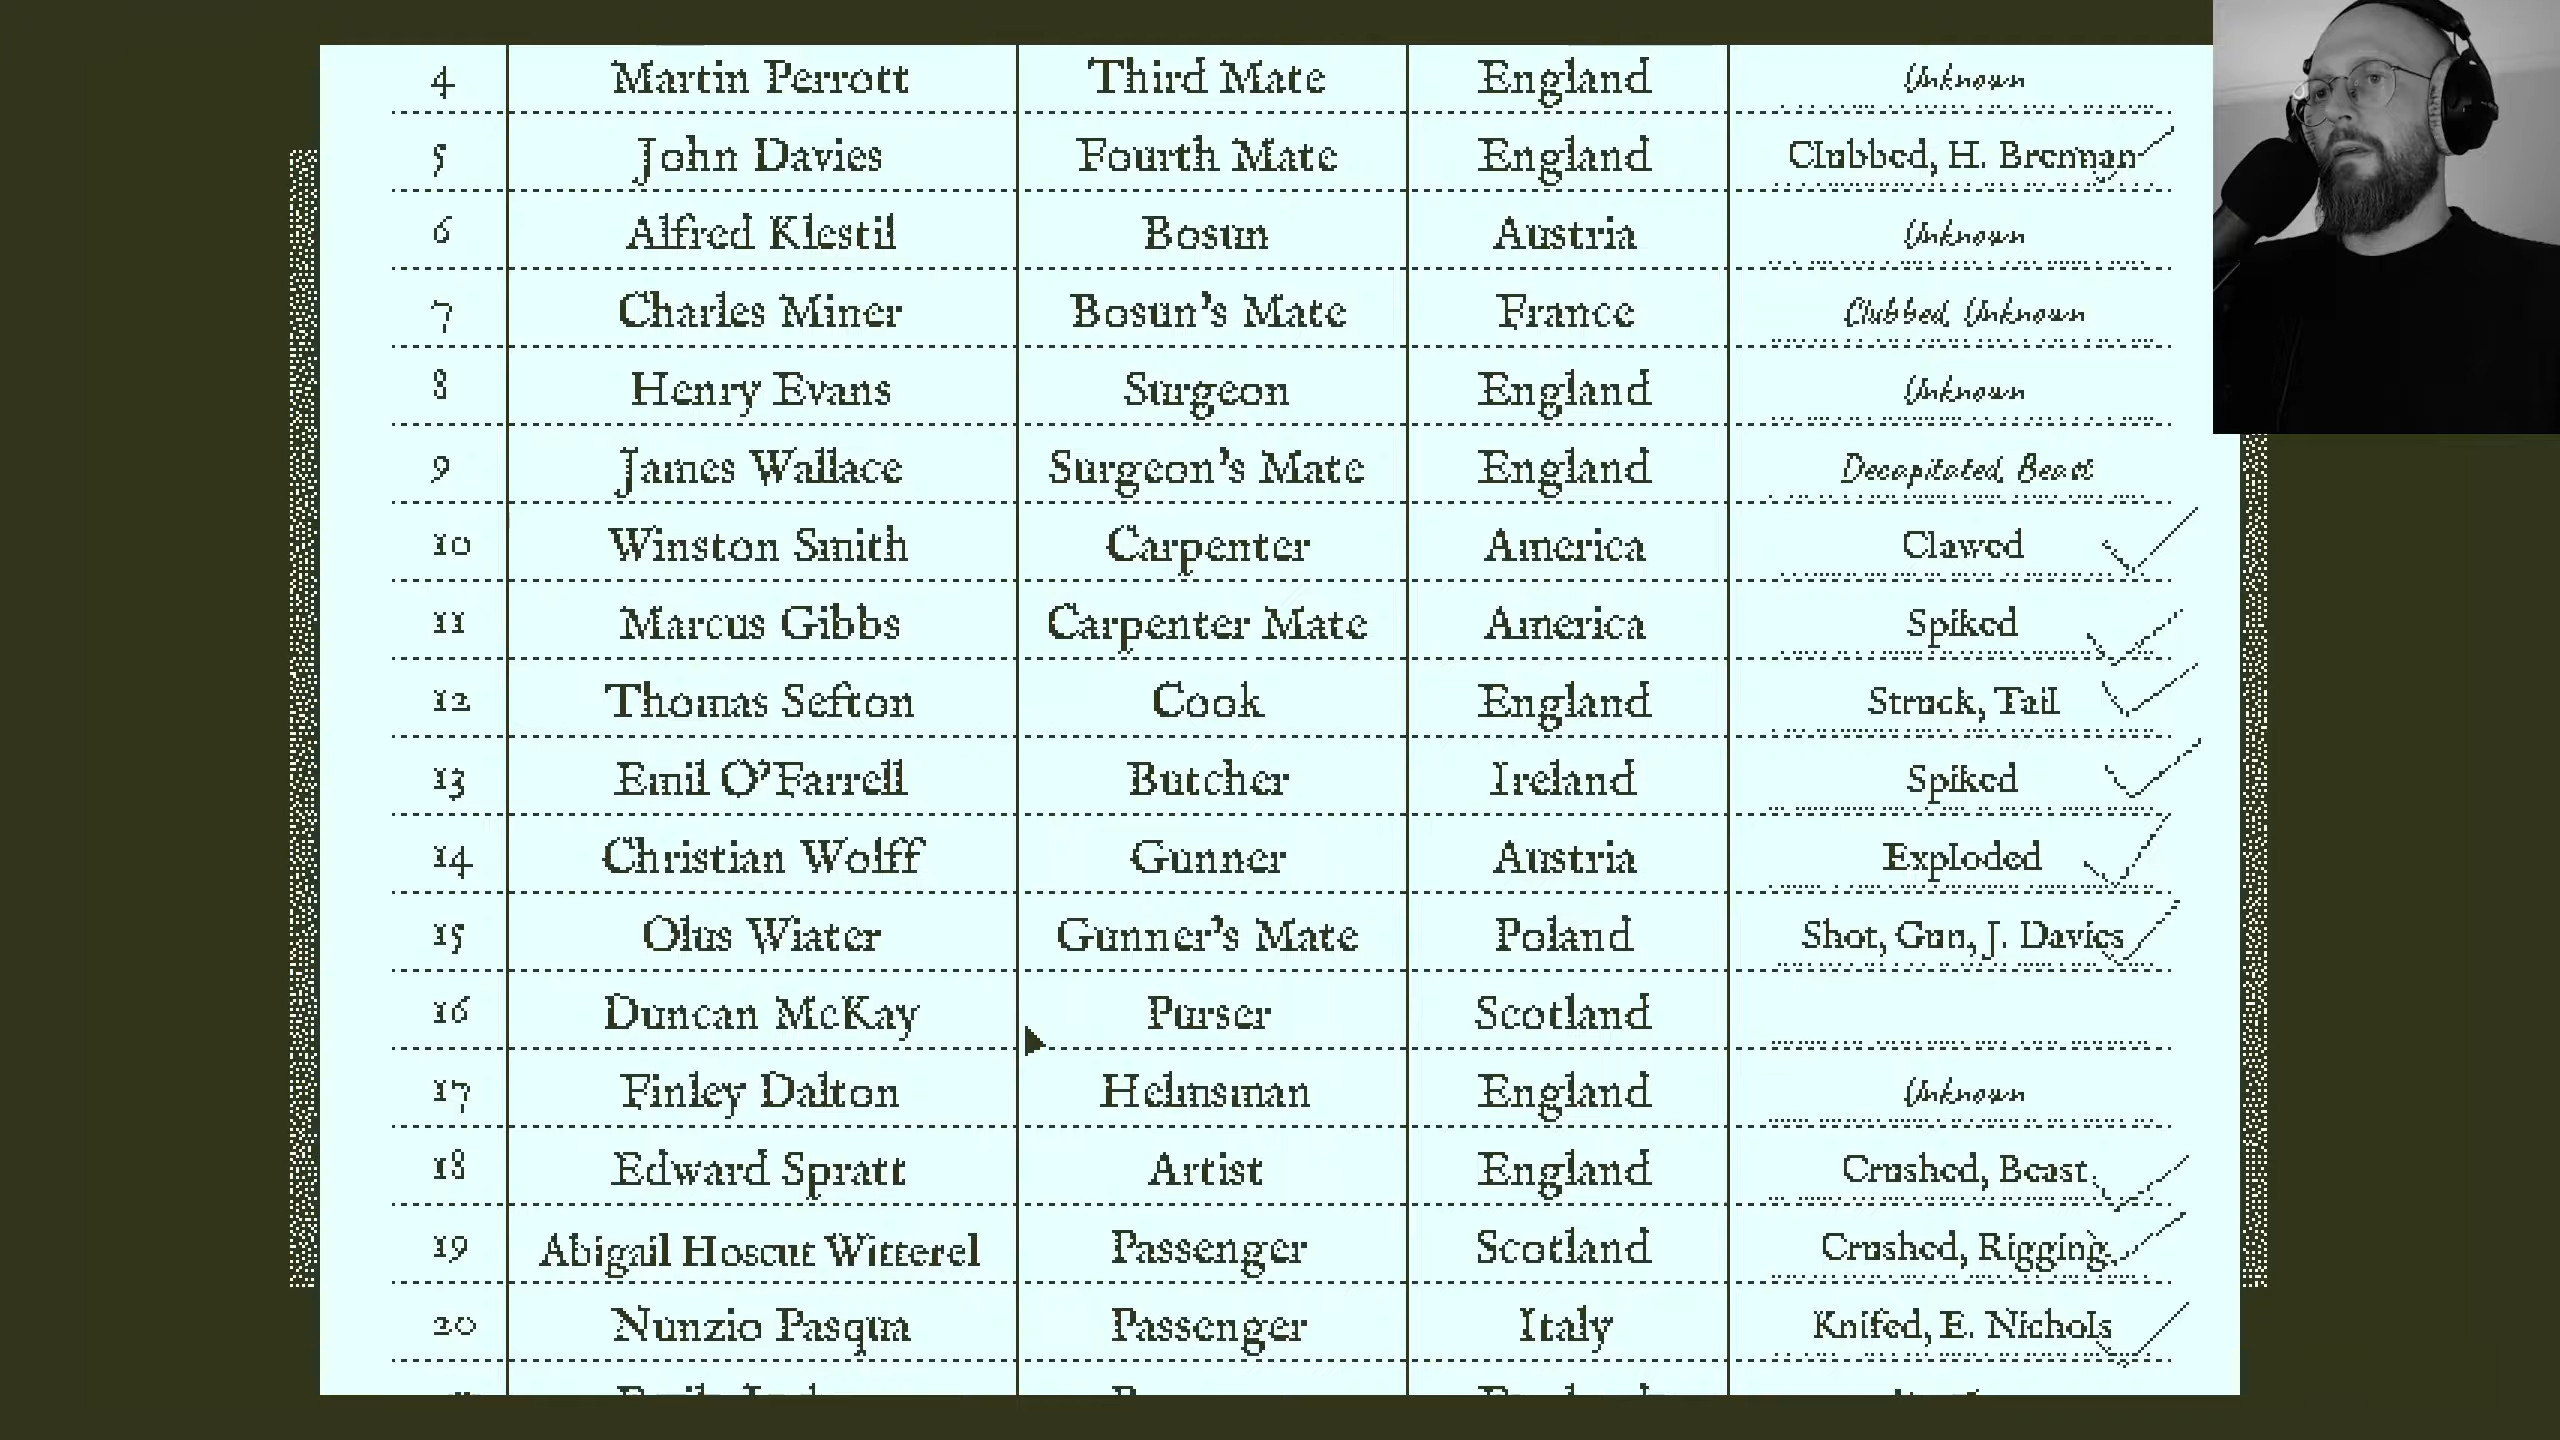 4 Martin Perrott Third Mate England Unknown
5 John Davies Fourth Mate England Clubbed, H. Brennan
6 Alfred Klestil Bosun Austria Unknown
7 Charles Miner Bosun's Mate France Clubbed, Unknown
8 Henry Evans Surgeon England Unknown
9 James Wallace Surgeon's Mate England Decapitated, Beast
10 Winston Smith Carpenter America Clawed
11 Marcus Gibbs Carpenter Mate America Spiked
12 Thomas Sefton Cook England Struck, Tail
13 Emil O'Farrell Butcher Ireland Spiked
14 Christian Wolff Gunner Austria Exploded
15 Olus Wiater Gunner's Mate Poland Shot, Gun, J. Davies
16 Duncan McKay Purser Scotland
17 Finley Dalton Helmsman England Unknown
18 Edward Spratt Artist England Crushed, Beast
19 Abigail Hoscut Witterel Passenger Scotland Crushed, Rigging
20 Nunzio Pasqua Passenger Italy Knifed, E. Nichols